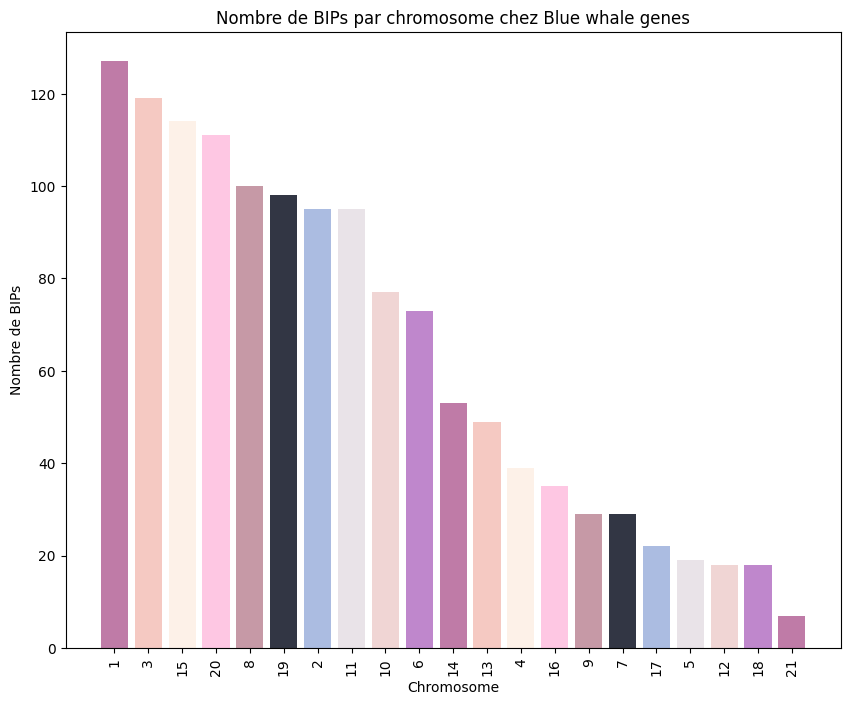 Nombre de BIPs par chromosome chez Blue whale genes
Nombre de BIPs
120
100
80
60
40
20
0
1 3 15 20 8 19 2 11 10 6 14 13 4 16 9 7 17 5 12 18 21
Chromosome